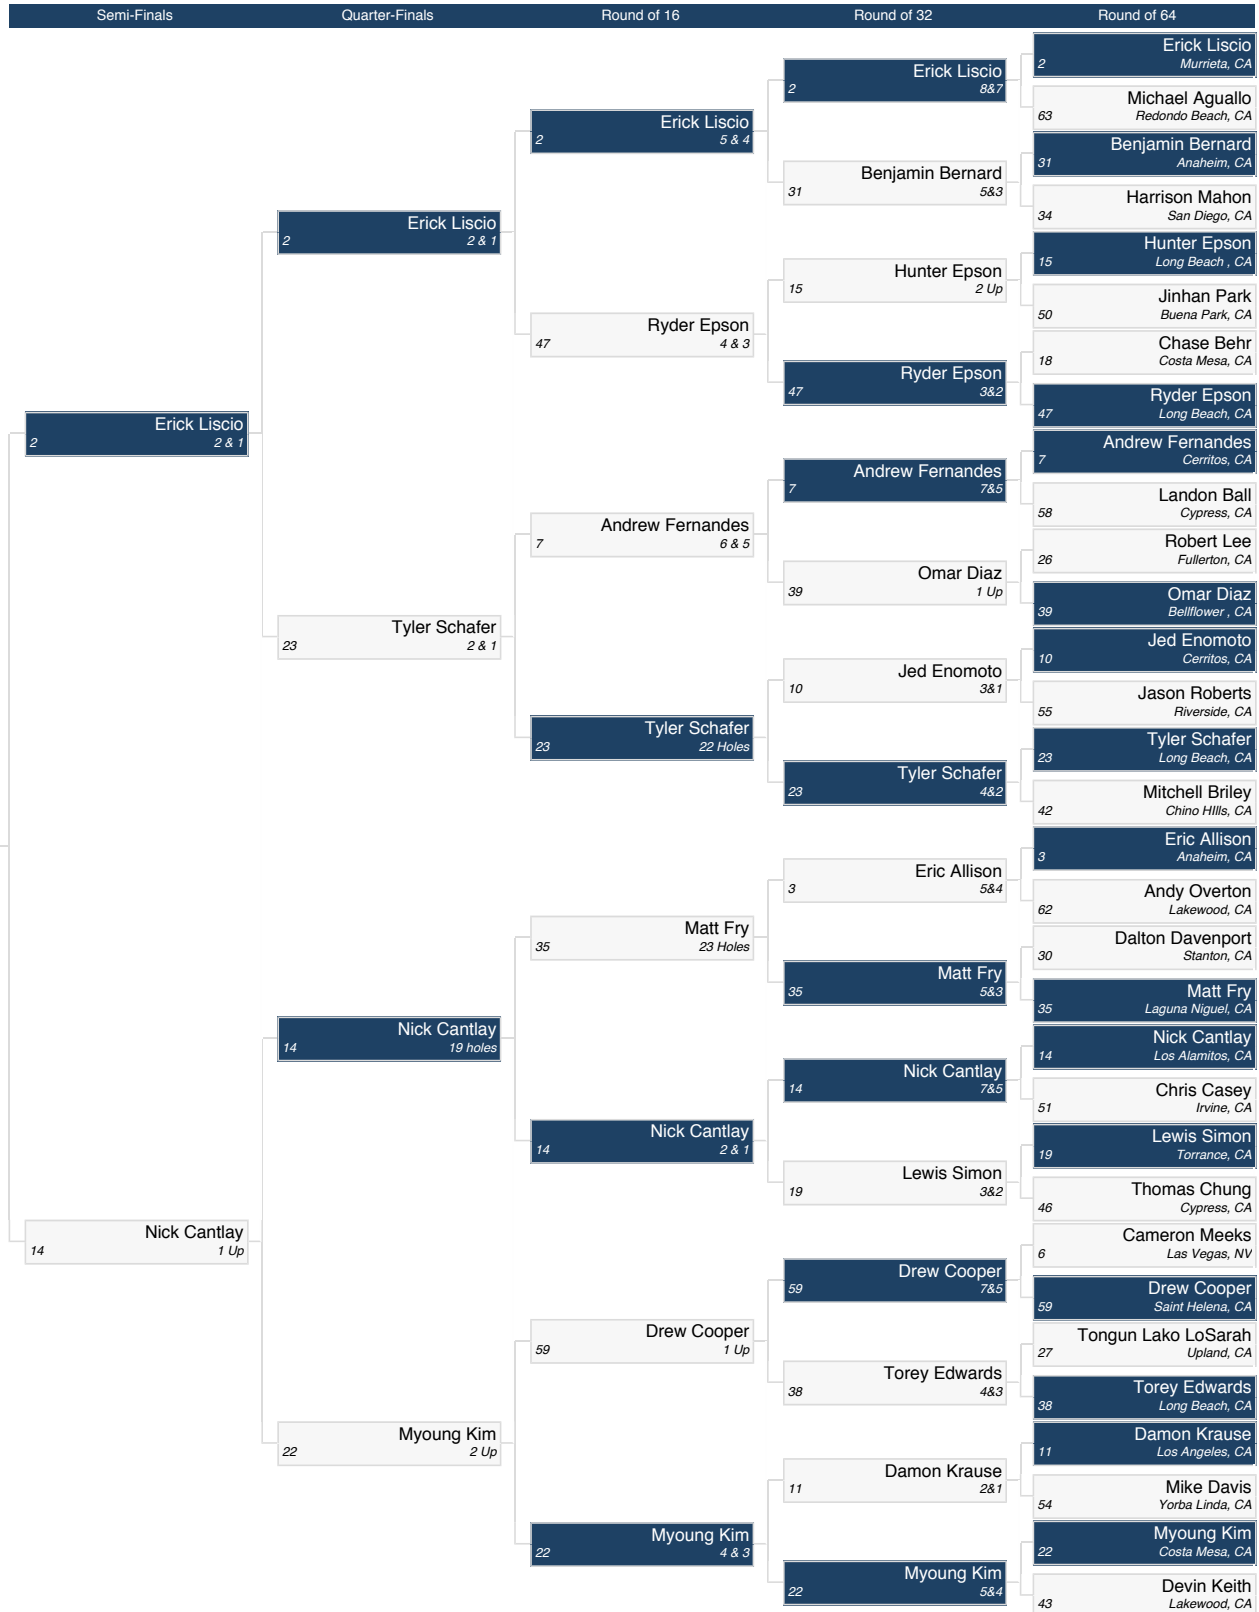 Semi-Finals Quarter-Finals Round of 16 Round of 32 Round of 64
Erick Liscio
2 2 & 1
Nick Cantlay
14 1 Up
Erick Liscio
2 2 & 1
Tyler Schafer
23 2 & 1
Nick Cantlay
14 19 holes
Myoung Kim
22 2 Up
Erick Liscio
2 5 & 4
Ryder Epson
47 4 & 3
Andrew Fernandes
7 6 & 5
Tyler Schafer
23 22 Holes
Matt Fry
35 23 Holes
Nick Cantlay
14 2 & 1
Drew Cooper
59 1 Up
Myoung Kim
22 4 & 3
Erick Liscio
2 8&7
Benjamin Bernard
31 5&3
Hunter Epson
15 2 Up
Ryder Epson
47 3&2
Andrew Fernandes
7 7&5
Omar Diaz
39 1 Up
Jed Enomoto
10 3&1
Tyler Schafer
23 4&2
Eric Allison
3 5&4
Matt Fry
35 5&3
Nick Cantlay
14 7&5
Lewis Simon
19 3&2
Drew Cooper
59 7&5
Torey Edwards
38 4&3
Damon Krause
11 2&1
Myoung Kim
22 5&4
Erick Liscio
2 Murrieta, CA
Michael Aguallo
63 Redondo Beach, CA
Benjamin Bernard
31 Anaheim, CA
Harrison Mahon
34 San Diego, CA
Hunter Epson
15 Long Beach , CA
Jinhan Park
50 Buena Park, CA
Chase Behr
18 Costa Mesa, CA
Ryder Epson
47 Long Beach, CA
Andrew Fernandes
7 Cerritos, CA
Landon Ball
58 Cypress, CA
Robert Lee
26 Fullerton, CA
Omar Diaz
39 Bellflower , CA
Jed Enomoto
10 Cerritos, CA
Jason Roberts
55 Riverside, CA
Tyler Schafer
23 Long Beach, CA
Mitchell Briley
42 Chino HIlls, CA
Eric Allison
3 Anaheim, CA
Andy Overton
62 Lakewood, CA
Dalton Davenport
30 Stanton, CA
Matt Fry
35 Laguna Niguel, CA
Nick Cantlay
14 Los Alamitos, CA
Chris Casey
51 Irvine, CA
Lewis Simon
19 Torrance, CA
Thomas Chung
46 Cypress, CA
Cameron Meeks
6 Las Vegas, NV
Drew Cooper
59 Saint Helena, CA
Tongun Lako LoSarah
27 Upland, CA
Torey Edwards
38 Long Beach, CA
Damon Krause
11 Los Angeles, CA
Mike Davis
54 Yorba Linda, CA
Myoung Kim
22 Costa Mesa, CA
Devin Keith
43 Lakewood, CA